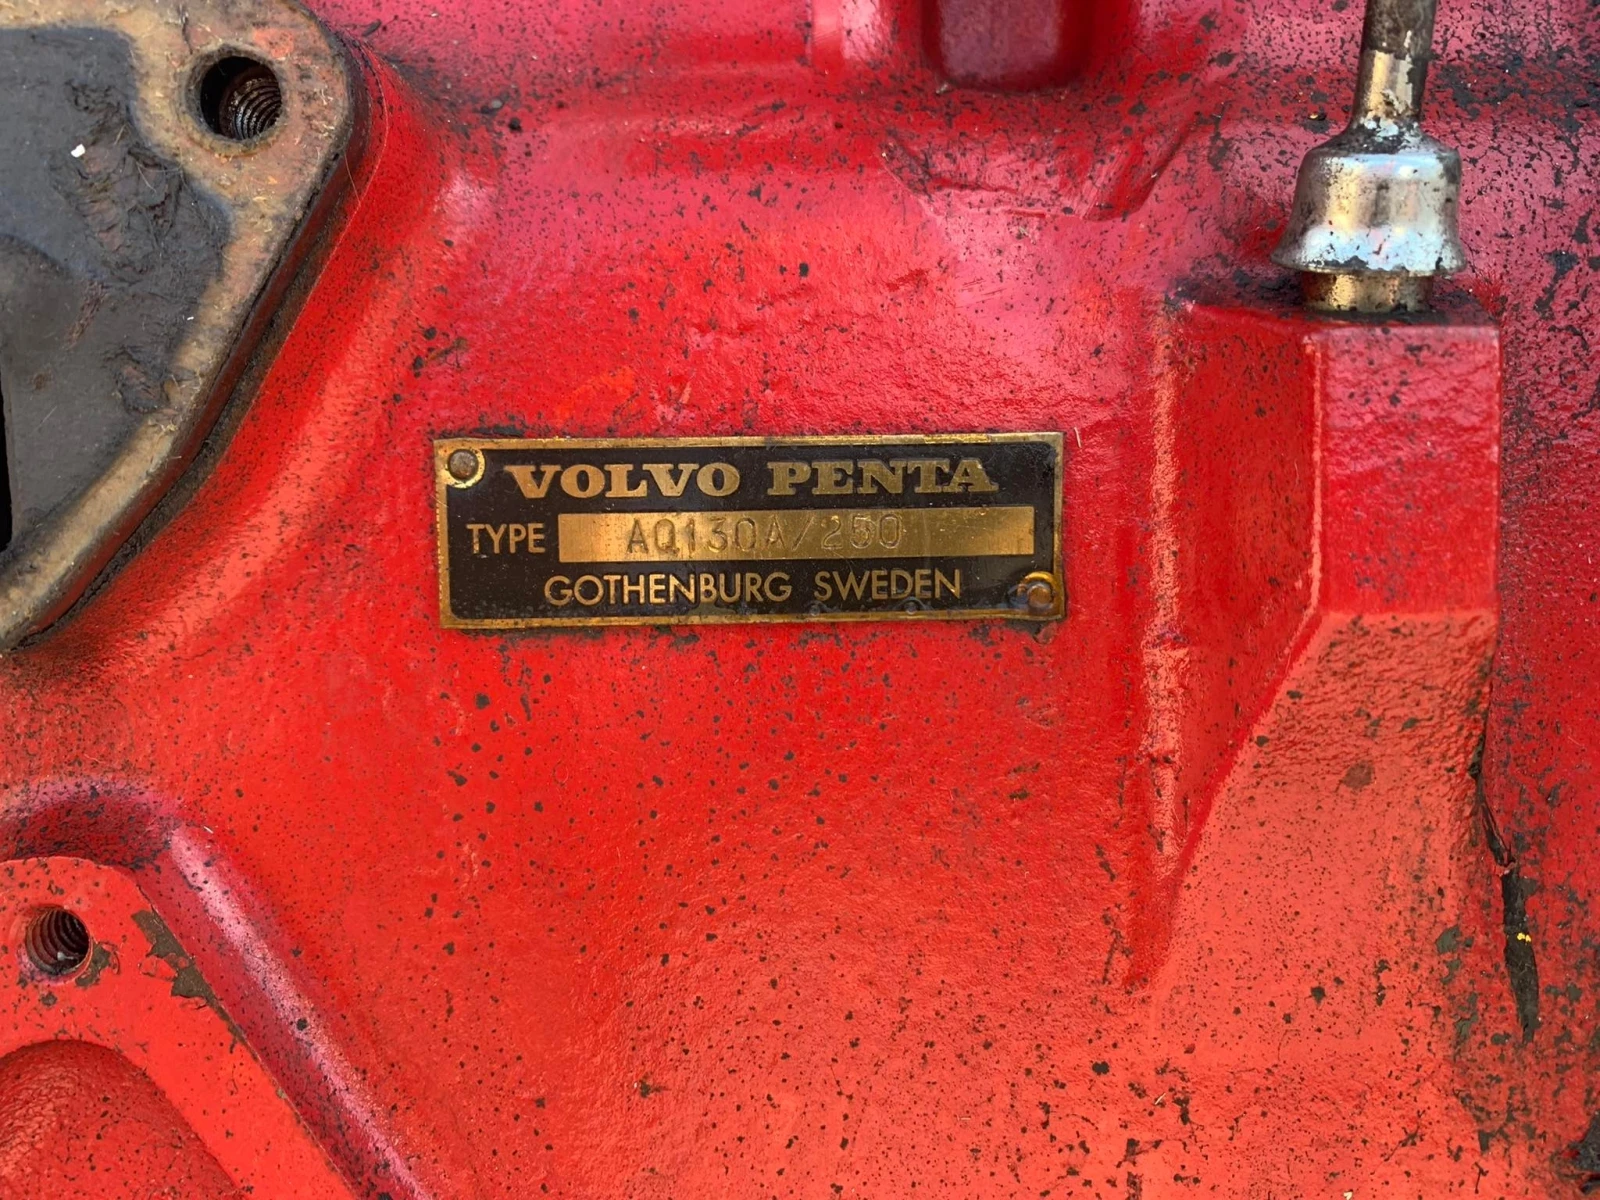 VOLVO PENTA
TYPE AQ130A/250
GOTHENBURG SWEDEN